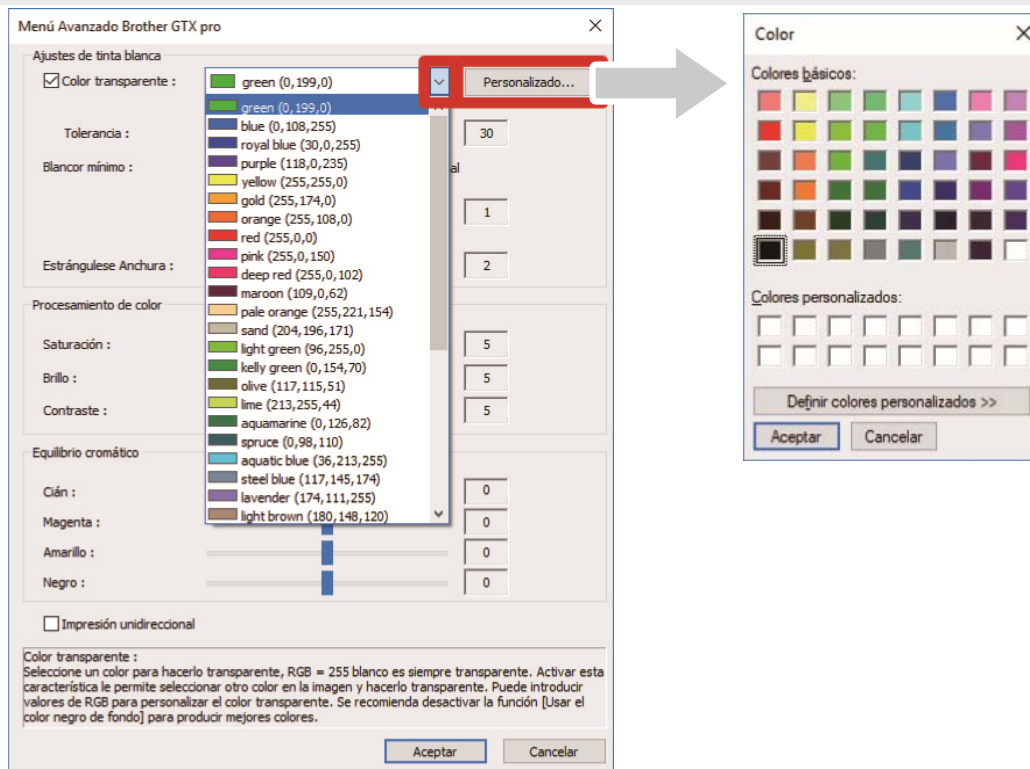 Menú Avanzado Brother GTX pro
Ajustes de tinta blanca
Color transparente :
green (0,199,0)
Personalizado...
green (0,199,0)
blue (0,108,255)
royal blue (30,0,255)
purple (118,0,235)
yellow (255,255,0)
gold (255,174,0)
orange (255,108,0)
red (255,0,0)
pink (255,0,150)
deep red (255,0,102)
maroon (109,0,62)
pale orange (255,221,154)
sand (204,196,171)
light green (96,255,0)
kelly green (0,154,70)
olive (117,115,51)
lime (213,255,44)
aquamarine (0,126,82)
spruce (0,98,110)
aquatic blue (36,213,255)
steel blue (117,145,174)
lavender (174,111,255)
light brown (180,148,120)
Tolerancia :
30
Blancor mínimo :
al
1
Estrángulese Anchura :
2
Procesamiento de color
Saturación :
5
Brillo :
5
Contraste :
5
Equilibrio cromático
Cián :
0
Magenta :
0
Amarillo :
0
Negro :
0
Impresión unidireccional
Color transparente :
Seleccione un color para hacerlo transparente, RGB = 255 blanco es siempre transparente. Activar esta
característica le permite seleccionar otro color en la imagen y hacerlo transparente. Puede introducir
valores de RGB para personalizar el color transparente. Se recomienda desactivar la función [Usar el
color negro de fondo] para producir mejores colores.
Aceptar
Cancelar
Color
Colores básicos:
Colores personalizados:
Definir colores personalizados >>
Aceptar
Cancelar